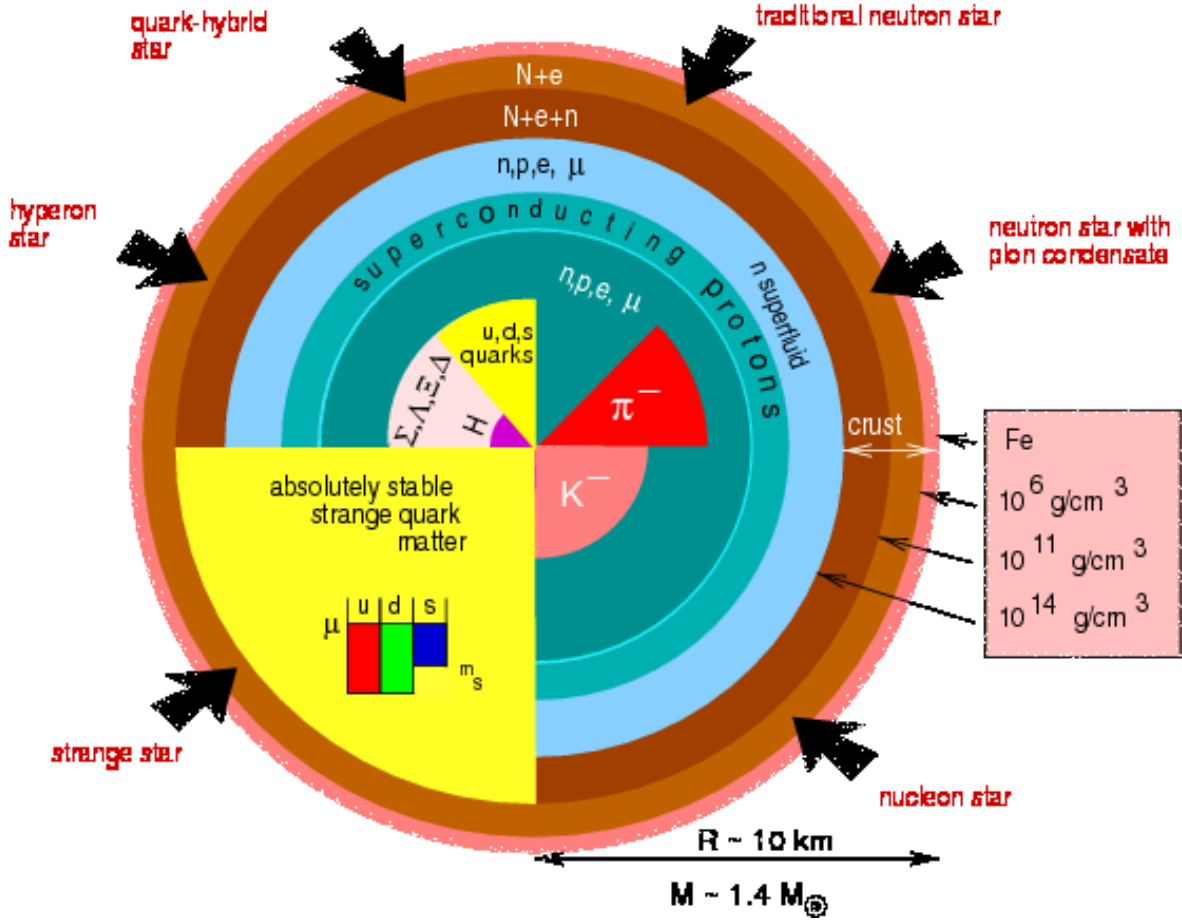 quark-hybrid
star
traditional neutron star
N+e
N+e+n
n,p,e, μ
hyperon
star
neutron star with
pion condensate
superconducting protons
n superfluid
n,p,e, μ
u,d,s
quarks
Σ,Λ,Ξ,Δ
H
π⁻
K⁻
crust
absolutely stable
strange quark
matter
u d s
μ
m_s
Fe
10⁶ g/cm³
10¹¹ g/cm³
10¹⁴ g/cm³
strange star
nucleon star
R ~ 10 km
M ~ 1.4 M⊙